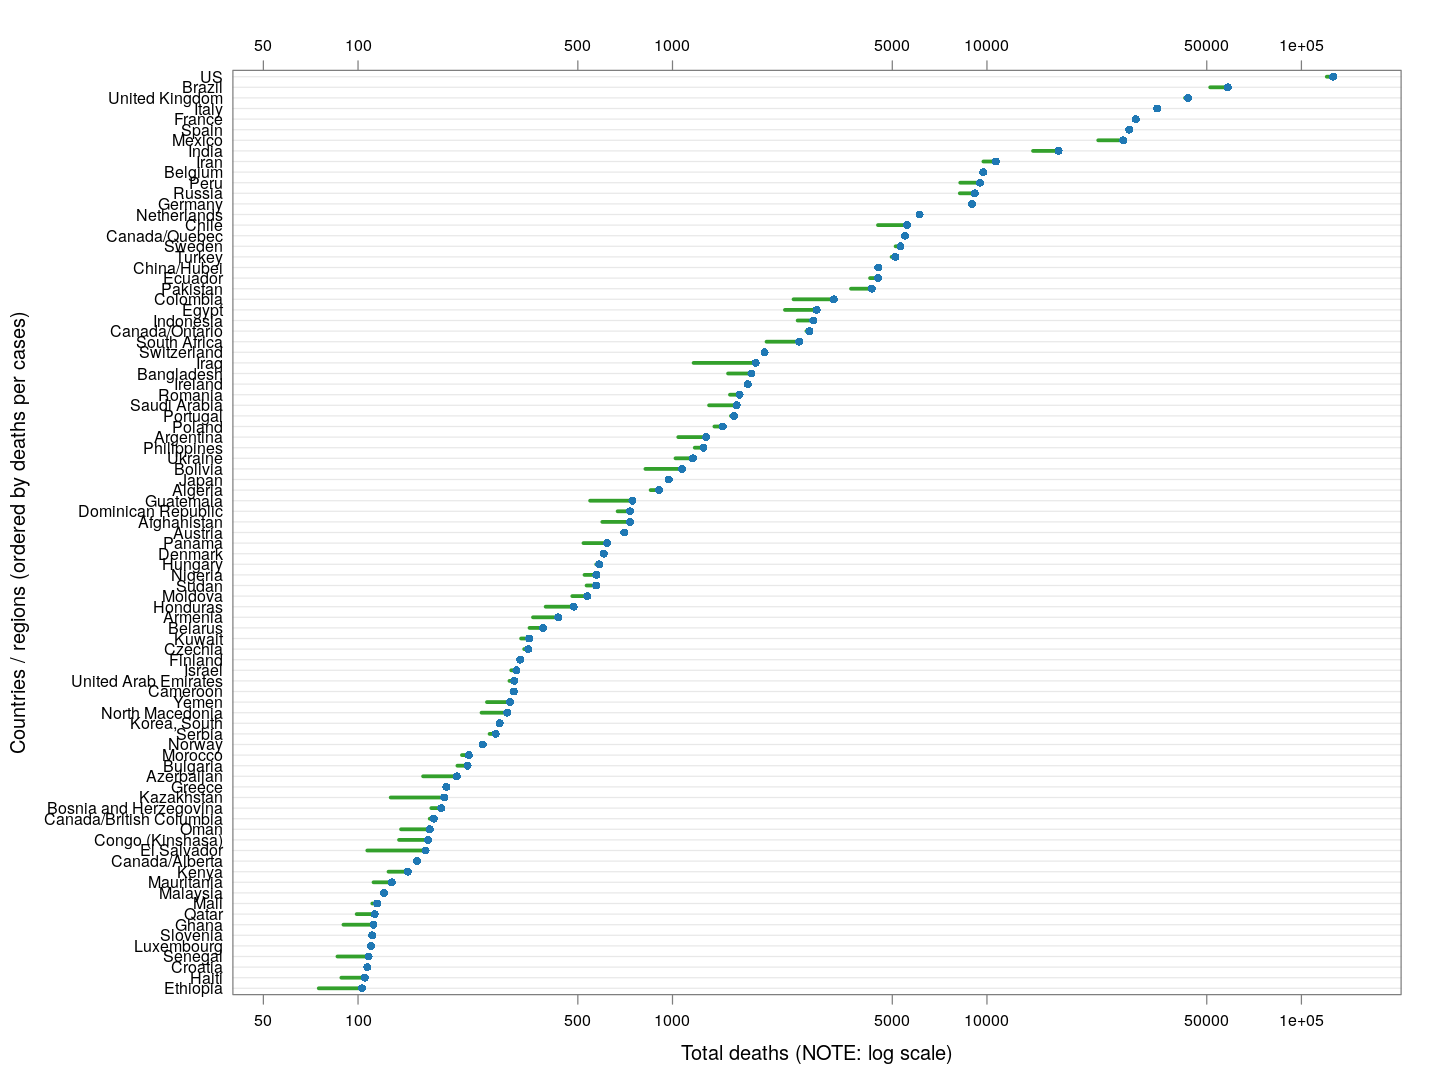 50 100 500 1000 5000 10000 50000 1e+05
US
Brazil
United Kingdom
Italy
France
Spain
Mexico
India
Iran
Belgium
Peru
Russia
Germany
Netherlands
Chile
Canada/Quebec
Sweden
Turkey
China/Hubei
Ecuador
Pakistan
Colombia
Egypt
Indonesia
Canada/Ontario
South Africa
Switzerland
Iraq
Bangladesh
Ireland
Romania
Saudi Arabia
Portugal
Poland
Argentina
Philippines
Ukraine
Bolivia
Japan
Algeria
Guatemala
Dominican Republic
Afghanistan
Austria
Panama
Denmark
Hungary
Nigeria
Sudan
Moldova
Honduras
Armenia
Belarus
Kuwait
Czechia
Finland
Israel
United Arab Emirates
Cameroon
Yemen
North Macedonia
Korea, South
Serbia
Norway
Morocco
Bulgaria
Azerbaijan
Greece
Kazakhstan
Bosnia and Herzegovina
Canada/British Columbia
Oman
Congo (Kinshasa)
El Salvador
Canada/Alberta
Kenya
Mauritania
Malaysia
Mali
Qatar
Ghana
Slovenia
Luxembourg
Senegal
Croatia
Haiti
Ethiopia
Countries / regions (ordered by deaths per cases)
50 100 500 1000 5000 10000 50000 1e+05
Total deaths (NOTE: log scale)